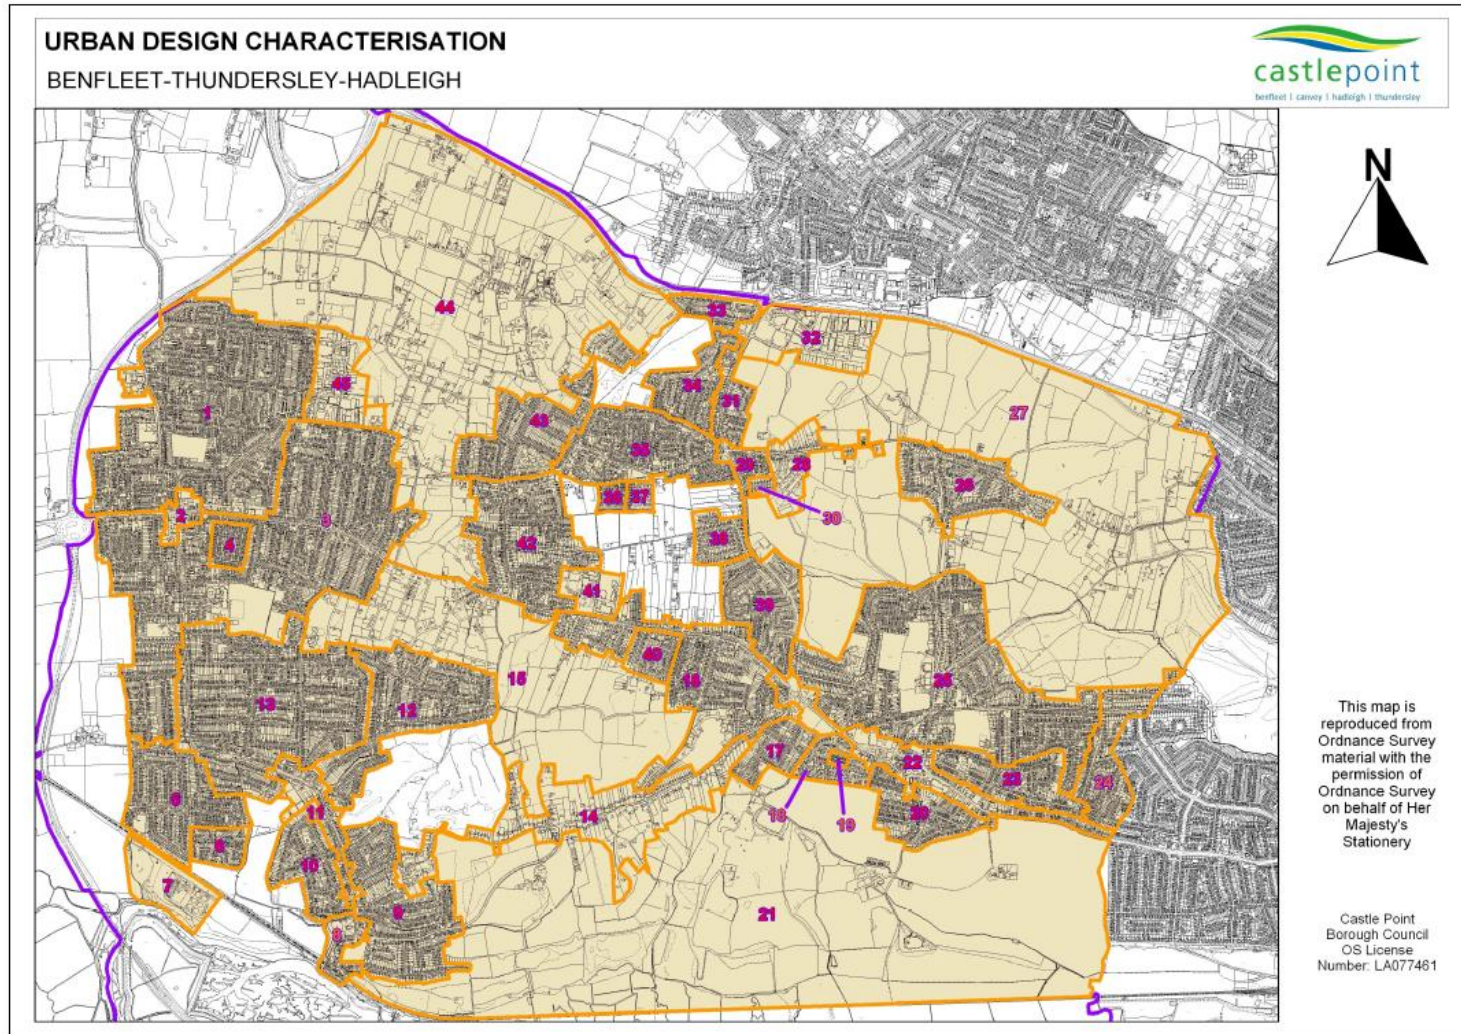 URBAN DESIGN CHARACTERISATION
BENFLEET-THUNDERSLEY-HADLEIGH
castlepoint
benfleet | canvey | hadleigh | thundersley
N
33
32
44
45
34
31
27
1
43
35
29
28
26
2
37
30
3
4
42
38
41
39
40
15
16
25
13
12
17
22
23
24
5
11
14
18
19
20
6
10
7
9
8
21
This map is
reproduced from
Ordnance Survey
material with the
permission of
Ordnance Survey
on behalf of Her
Majesty's
Stationery
Castle Point
Borough Council
OS License
Number: LA077461